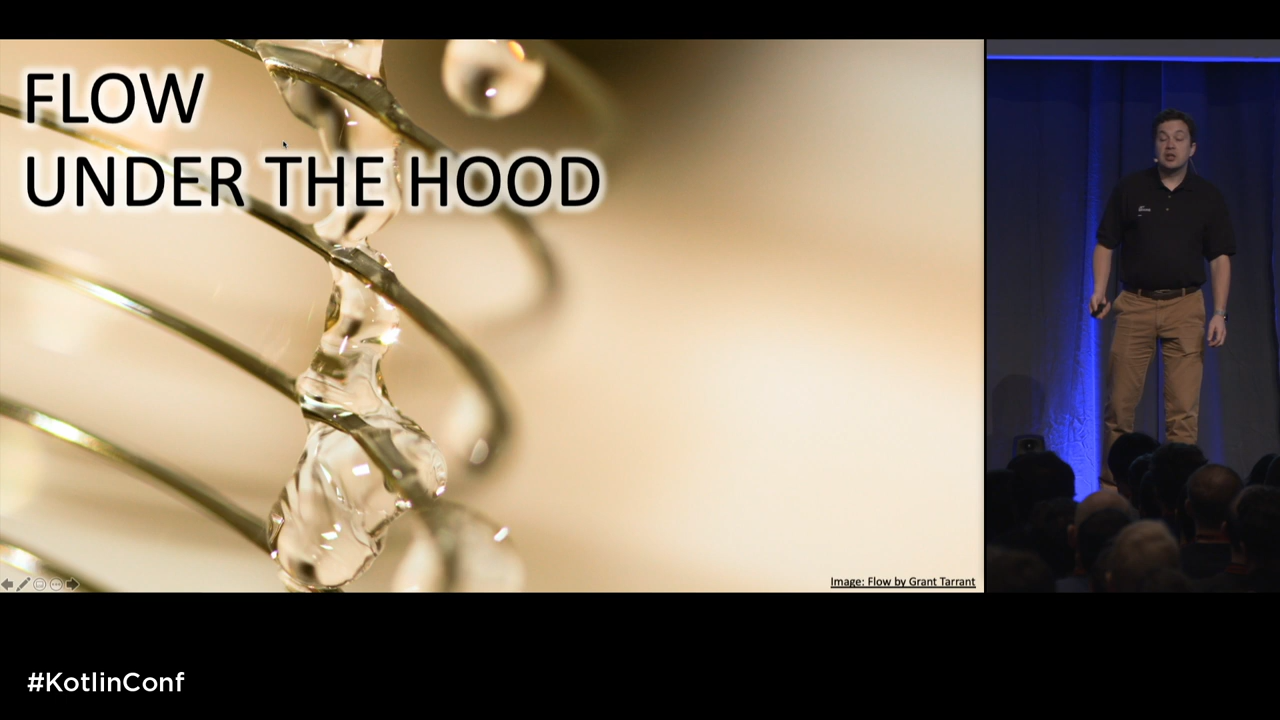 FLOW
UNDER THE HOOD
Image: Flow by Grant Tarrant
#KotlinConf